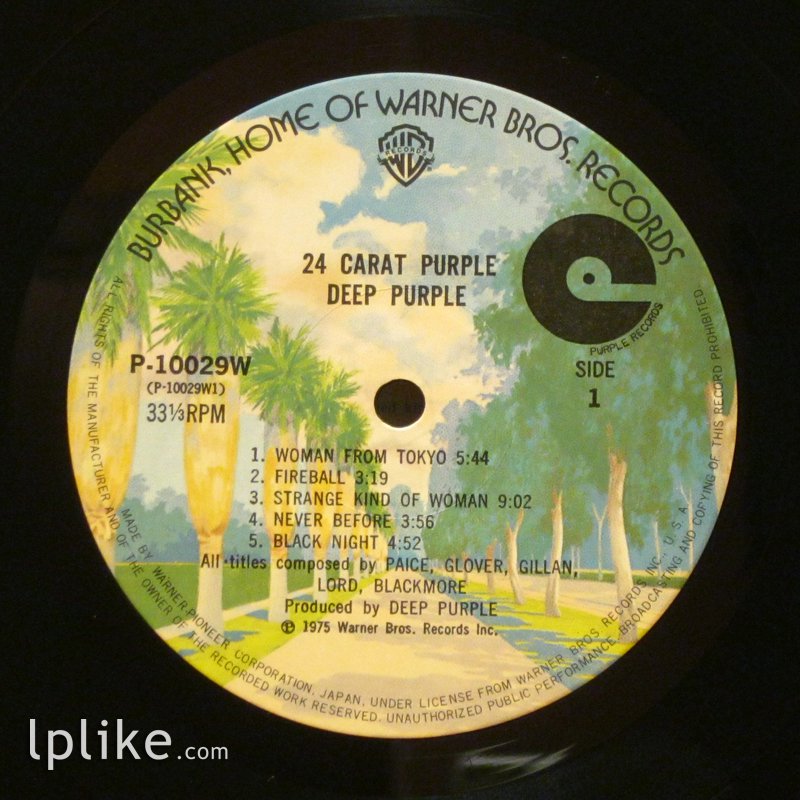 BURBANK, HOME OF WARNER BROS. RECORDS
RECORDS
24 CARAT PURPLE
DEEP PURPLE
PURPLE RECORDS
P-10029W
(P-10029W1)
33⅓RPM
SIDE
1
1. WOMAN FROM TOKYO 5:44
2. FIREBALL 3:19
3. STRANGE KIND OF WOMAN 9:02
4. NEVER BEFORE 3:56
5. BLACK NIGHT 4:52
All titles composed by PAICE, GLOVER, GILLAN,
LORD, BLACKMORE
Produced by DEEP PURPLE
Ⓟ 1975 Warner Bros. Records Inc.
MADE BY WARNER-PIONEER CORPORATION, JAPAN, UNDER LICENSE FROM WARNER BROS RECORDS INC., U.S.A.
ALL RIGHTS OF THE MANUFACTURER AND OF THE OWNER OF THE RECORDED WORK RESERVED. UNAUTHORIZED PUBLIC PERFORMANCE, BROADCASTING AND COPYING OF THIS RECORD PROHIBITED.
lplike.com